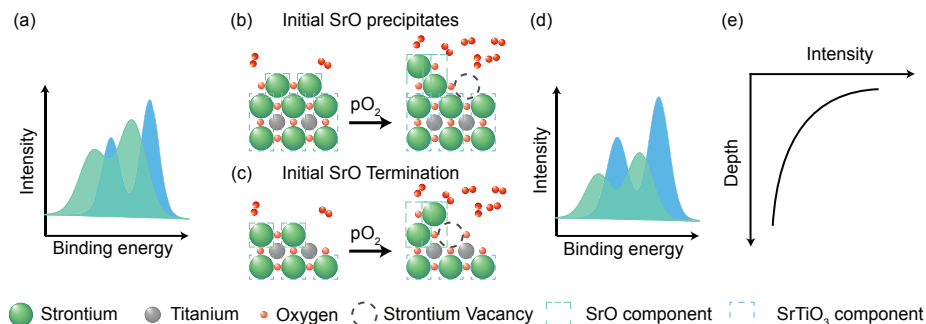 (a)
Intensity
Binding energy
(b) Initial SrO precipitates
pO₂
(c) Initial SrO Termination
pO₂
(d)
Intensity
Binding energy
(e)
Intensity
Depth
Strontium Titanium Oxygen Strontium Vacancy SrO component SrTiO₃ component